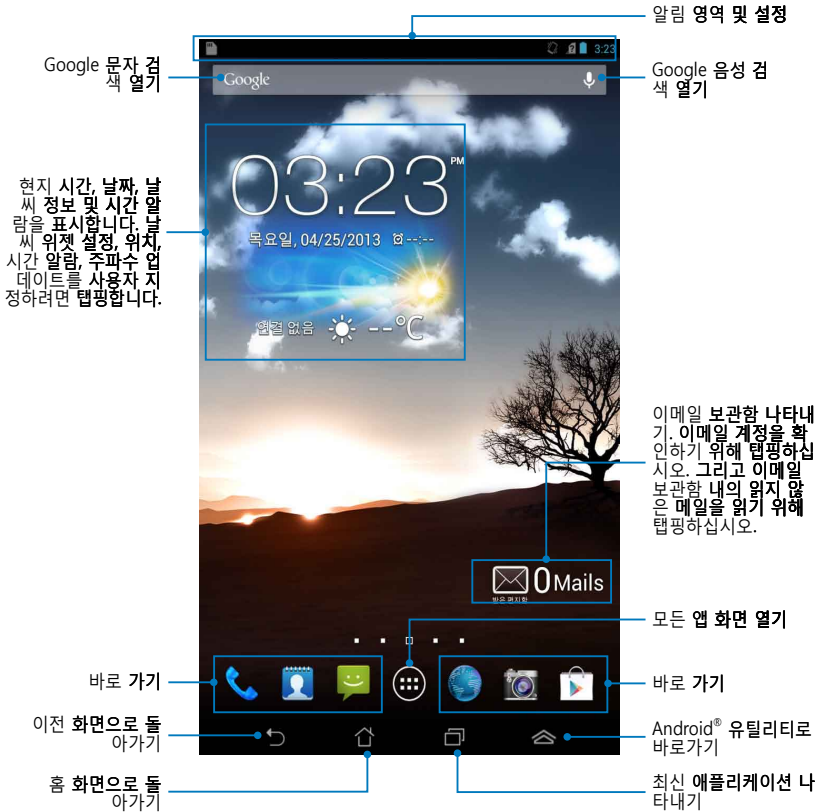 알림 영역 및 설정
3:23
Google 문자 검
색 열기
Google
Google 음성 검
색 열기
현지 시간, 날짜, 날
씨 정보 및 시간 알
람을 표시합니다. 날
씨 위젯 설정, 위치,
시간 알람, 주파수 업
데이트를 사용자 지
정하려면 탭핑합니다.
03:23 PM
목요일, 04/25/2013 --:--
연결 없음 --°C
이메일 보관함 나타내
기. 이메일 계정을 확
인하기 위해 탭핑하십
시오. 그리고 이메일
보관함 내의 읽지 않
은 메일을 읽기 위해
탭핑하십시오.
0 Mails
받은 편지함
모든 앱 화면 열기
바로 가기
바로 가기
이전 화면으로 돌
아가기
Android® 유틸리티로
바로가기
홈 화면으로 돌
아가기
최신 애플리케이션 나
타내기